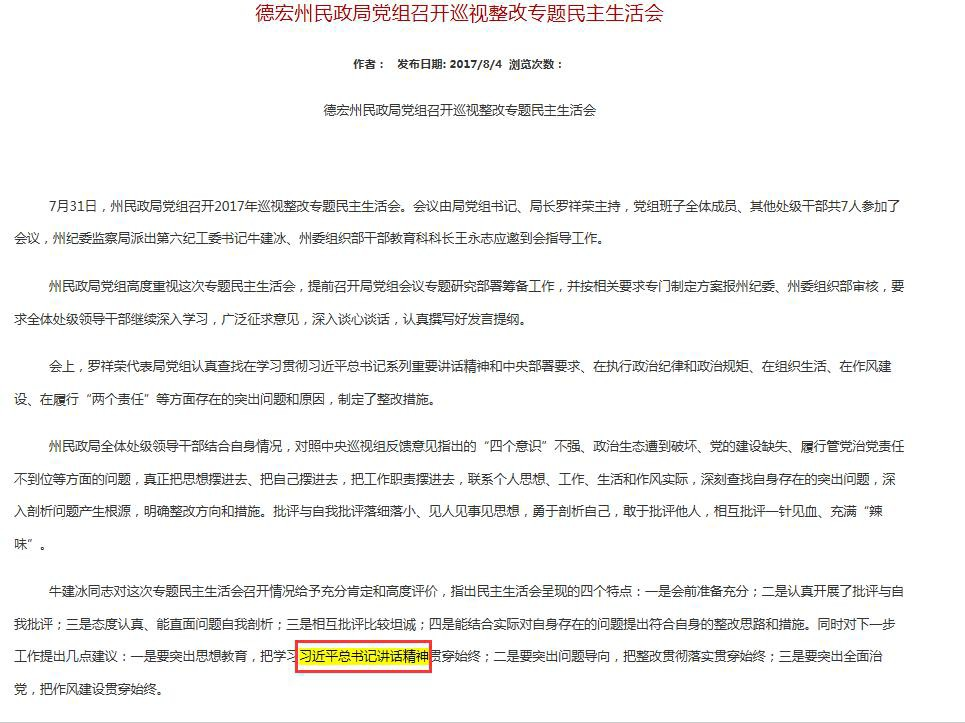 德宏州民政局党组召开巡视整改专题民主生活会
作者： 发布日期: 2017/8/4 浏览次数：
德宏州民政局党组召开巡视整改专题民主生活会
7月31日，州民政局党组召开2017年巡视整改专题民主生活会。会议由局党组书记、局长罗祥荣主持，党组班子全体成员、其他处级干部共7人参加了
会议，州纪委监察局派出第六纪工委书记牛建冰、州委组织部干部教育科科长王永志应邀到会指导工作。
州民政局党组高度重视这次专题民主生活会，提前召开局党组会议专题研究部署筹备工作，并按相关要求专门制定方案报州纪委、州委组织部审核，要
求全体处级领导干部继续深入学习，广泛征求意见，深入谈心谈话，认真撰写好发言提纲。
会上，罗祥荣代表局党组认真查找在学习贯彻习近平总书记系列重要讲话精神和中央部署要求、在执行政治纪律和政治规矩、在组织生活、在作风建
设、在履行“两个责任”等方面存在的突出问题和原因，制定了整改措施。
州民政局全体处级领导干部结合自身情况，对照中央巡视组反馈意见指出的“四个意识”不强、政治生态遭到破坏、党的建设缺失、履行管党治党责任
不到位等方面的问题，真正把思想摆进去、把自己摆进去，把工作职责摆进去，联系个人思想、工作、生活和作风实际，深刻查找自身存在的突出问题，深
入剖析问题产生根源，明确整改方向和措施。批评与自我批评落细落小、见人见事见思想，勇于剖析自己，敢于批评他人，相互批评一针见血、充满“辣
味”。
牛建冰同志对这次专题民主生活会召开情况给予充分肯定和高度评价，指出民主生活会呈现的四个特点：一是会前准备充分；二是认真开展了批评与自
我批评；三是态度认真、能直面问题自我剖析；三是相互批评比较坦诚；四是能结合实际对自身存在的问题提出符合自身的整改思路和措施。同时对下一步
工作提出几点建议：一是要突出思想教育，把学习习近平总书记讲话精神贯穿始终；二是要突出问题导向，把整改贯彻落实贯穿始终；三是要突出全面治
党，把作风建设贯穿始终。